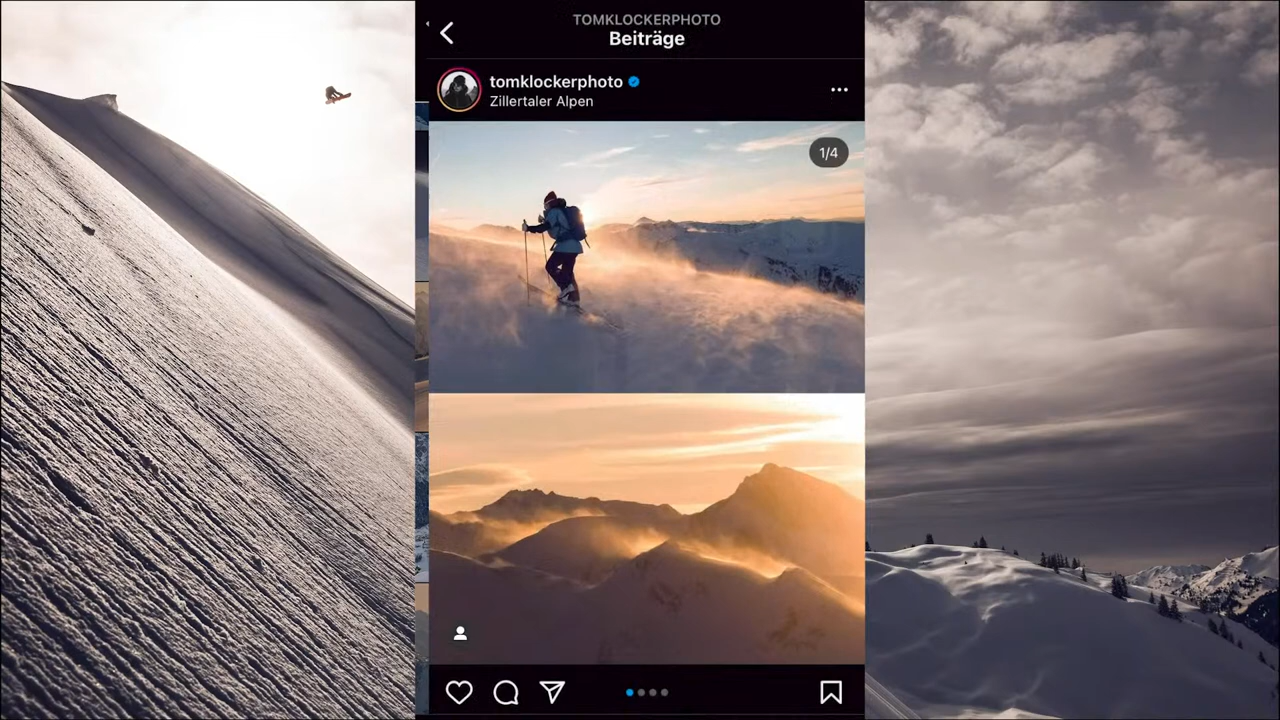 TOMKLOCKERPHOTO
Beiträge
tomklockerphoto
Zillertaler Alpen
1/4